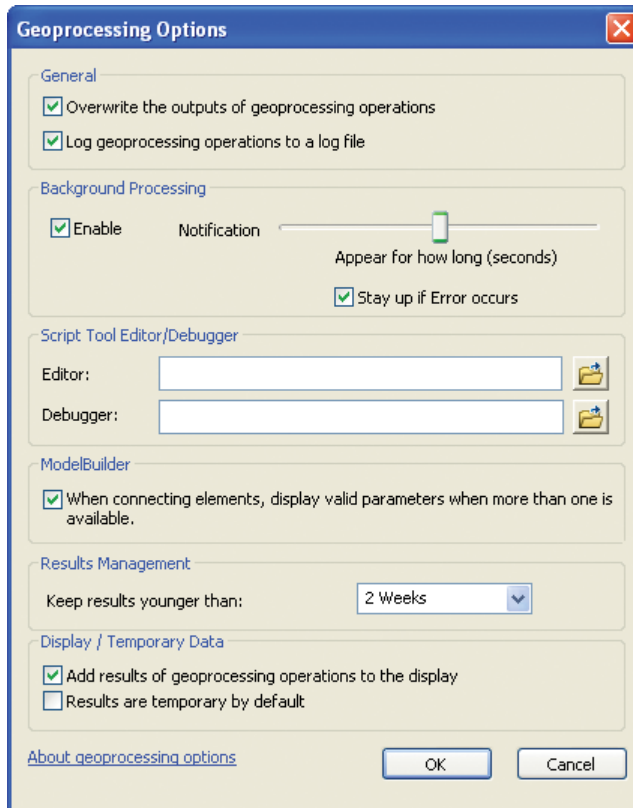 Geoprocessing Options
General
Overwrite the outputs of geoprocessing operations
Log geoprocessing operations to a log file
Background Processing
Enable
Notification
Appear for how long (seconds)
Stay up if Error occurs
Script Tool Editor/Debugger
Editor:
Debugger:
ModelBuilder
When connecting elements, display valid parameters when more than one is
available.
Results Management
Keep results younger than:
2 Weeks
Display / Temporary Data
Add results of geoprocessing operations to the display
Results are temporary by default
About geoprocessing options
OK
Cancel